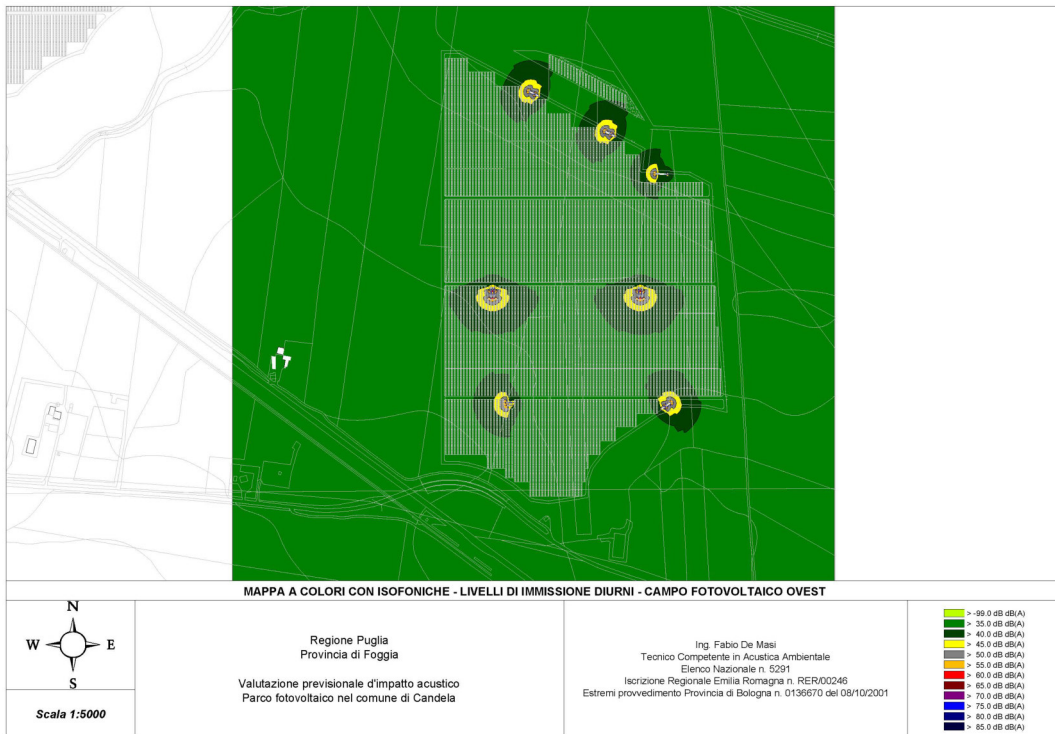 MAPPA A COLORI CON ISOFONICHE - LIVELLI DI IMMISSIONE DIURNI - CAMPO FOTOVOLTAICO OVEST
N
W E
S
Scala 1:5000
Regione Puglia
Provincia di Foggia
Valutazione previsionale d'impatto acustico
Parco fotovoltaico nel comune di Candela
Ing. Fabio De Masi
Tecnico Competente in Acustica Ambientale
Elenco Nazionale n. 5291
Iscrizione Regionale Emilia Romagna n. RER/00246
Estremi provvedimento Provincia di Bologna n. 0136670 del 08/10/2001
> -99.0 dB dB(A)
> 35.0 dB dB(A)
> 40.0 dB dB(A)
> 45.0 dB dB(A)
> 50.0 dB dB(A)
> 55.0 dB dB(A)
> 60.0 dB dB(A)
> 65.0 dB dB(A)
> 70.0 dB dB(A)
> 75.0 dB dB(A)
> 80.0 dB dB(A)
> 85.0 dB dB(A)